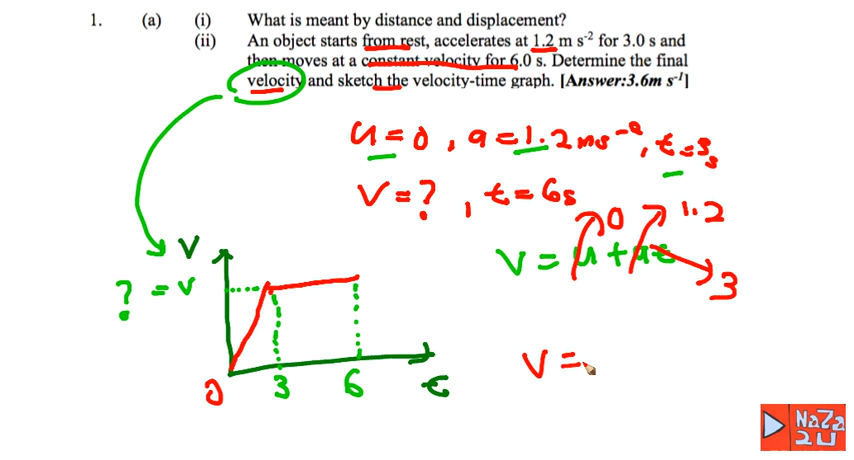 1. (a) (i) What is meant by distance and displacement?
(ii) An object starts from rest, accelerates at 1.2 m s⁻² for 3.0 s and
then moves at a constant velocity for 6.0 s. Determine the final
velocity and sketch the velocity-time graph. [Answer:3.6m s⁻¹]
u = 0 , a = 1.2 ms⁻², t = 3s
V = ? , t = 6s
0 1.2
V = u + at
3
V
? = V
0 3 6 t
V =
NaZa
2U